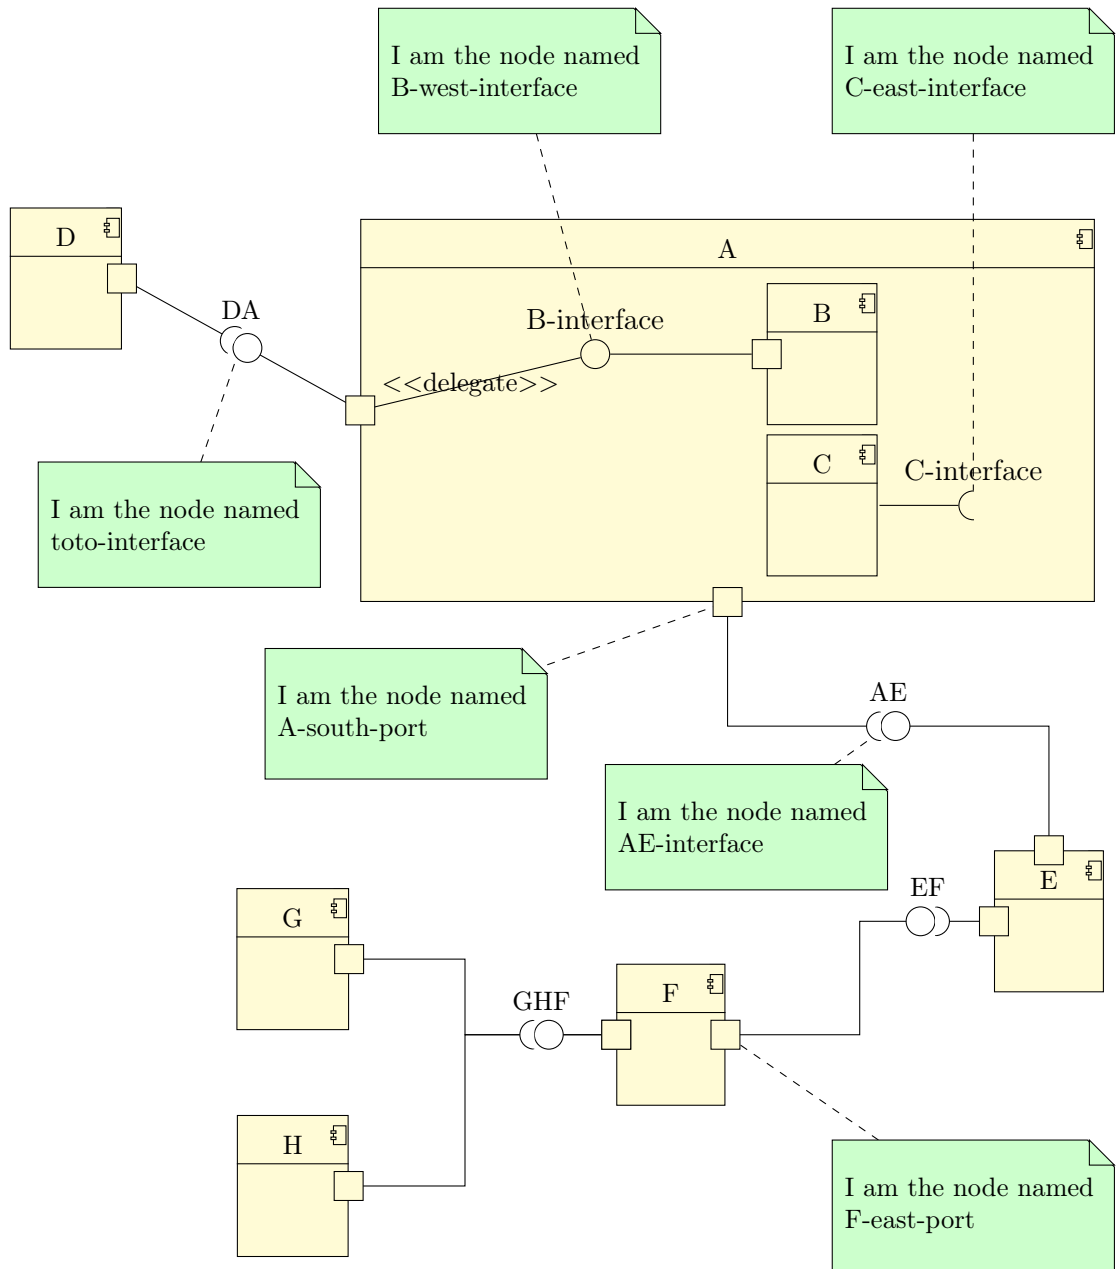 I am the node named
B-west-interface
I am the node named
C-east-interface
D
A
DA
B-interface
B
<<delegate>>
C
C-interface
I am the node named
toto-interface
I am the node named
A-south-port
AE
I am the node named
AE-interface
E
EF
G
F
GHF
H
I am the node named
F-east-port